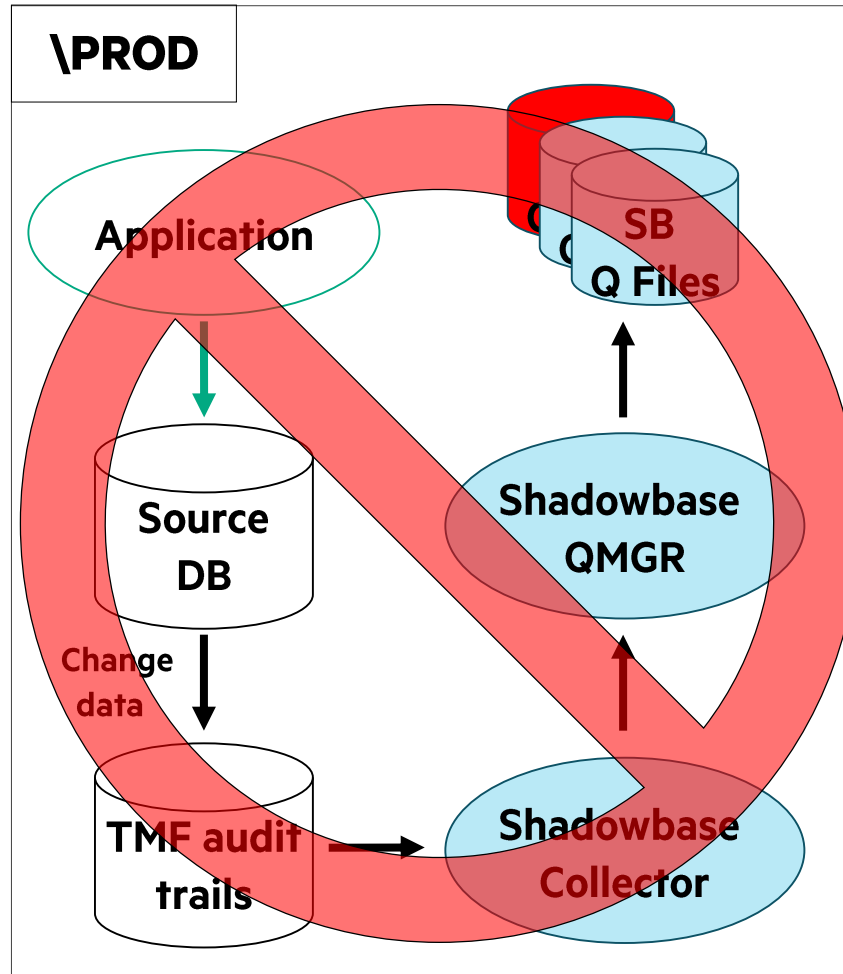 \PROD
Application
Q
Q
SB
Q Files
Source
DB
Shadowbase
QMGR
Change
data
TMF audit
trails
Shadowbase
Collector